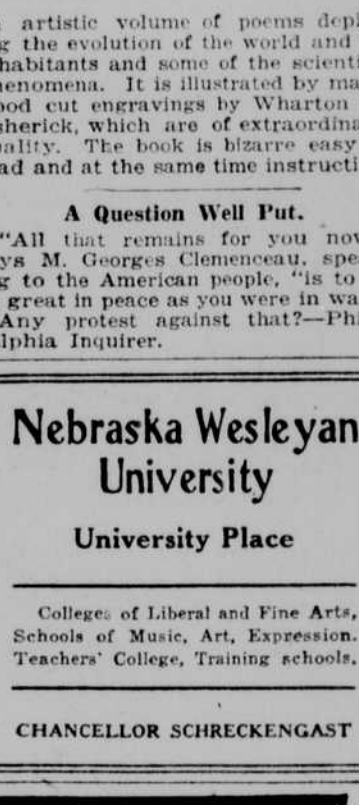 artistic volume of poems dep
g the evolution of the world and
habitants and some of the scienti
henomena. It is illustrated by ma
ood cut engravings by Wharton
sherick, which are of extraordina
uality. The book is bizarre easy
ad and at the same time instructi
A Question Well Put.
"All that remains for you now
ys M. Georges Clemenceau, spe
g to the American people, "is to
great in peace as you were in wa
Any protest against that?—Phi
lphia Inquirer.
Nebraska Wesleyan
University
University Place
Colleges of Liberal and Fine Arts,
Schools of Music, Art, Expression.
Teachers' College, Training schools.
CHANCELLOR SCHRECKENGAST